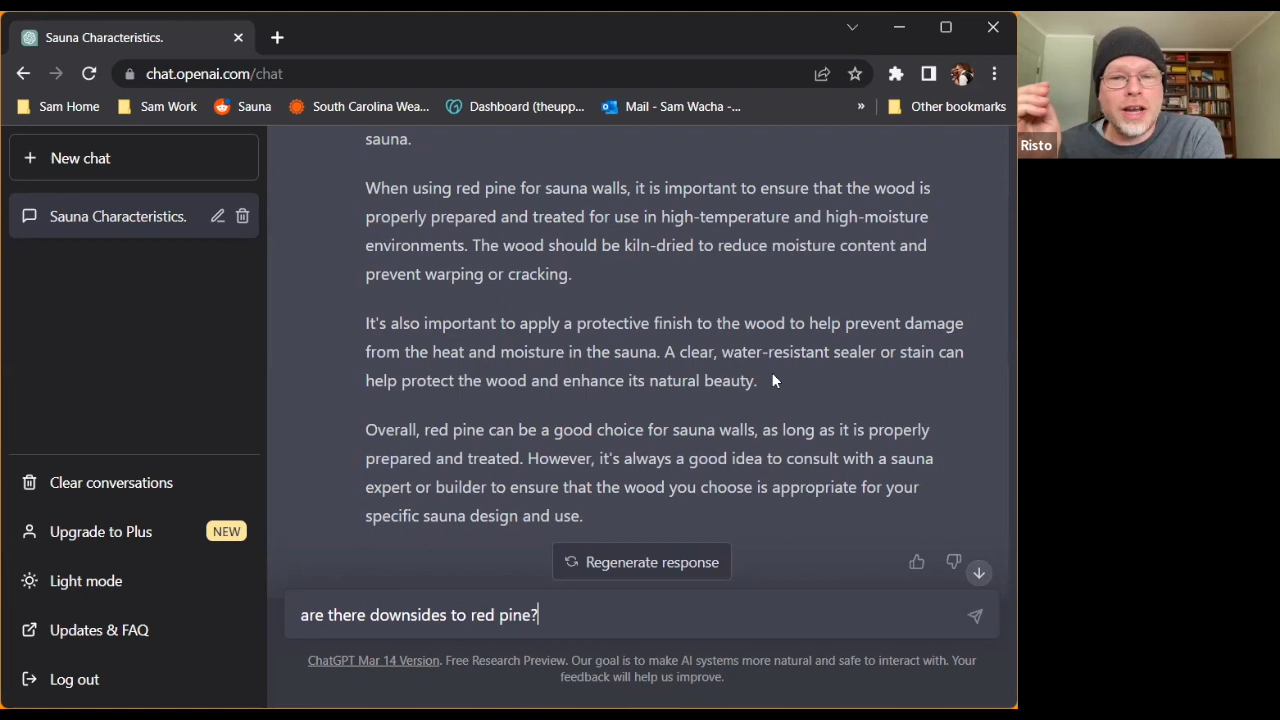 Sauna Characteristics.
chat.openai.com/chat
Sam Home
Sam Work
Sauna
South Carolina Wea...
Dashboard (theupp...
Mail - Sam Wacha -...
»
Other bookmarks
Risto
+ New chat
Sauna Characteristics.
sauna.
When using red pine for sauna walls, it is important to ensure that the wood is
properly prepared and treated for use in high-temperature and high-moisture
environments. The wood should be kiln-dried to reduce moisture content and
prevent warping or cracking.
It's also important to apply a protective finish to the wood to help prevent damage
from the heat and moisture in the sauna. A clear, water-resistant sealer or stain can
help protect the wood and enhance its natural beauty.
Overall, red pine can be a good choice for sauna walls, as long as it is properly
prepared and treated. However, it's always a good idea to consult with a sauna
expert or builder to ensure that the wood you choose is appropriate for your
specific sauna design and use.
Clear conversations
Upgrade to Plus NEW
Light mode
Updates & FAQ
Log out
Regenerate response
are there downsides to red pine?
ChatGPT Mar 14 Version. Free Research Preview. Our goal is to make AI systems more natural and safe to interact with. Your
feedback will help us improve.